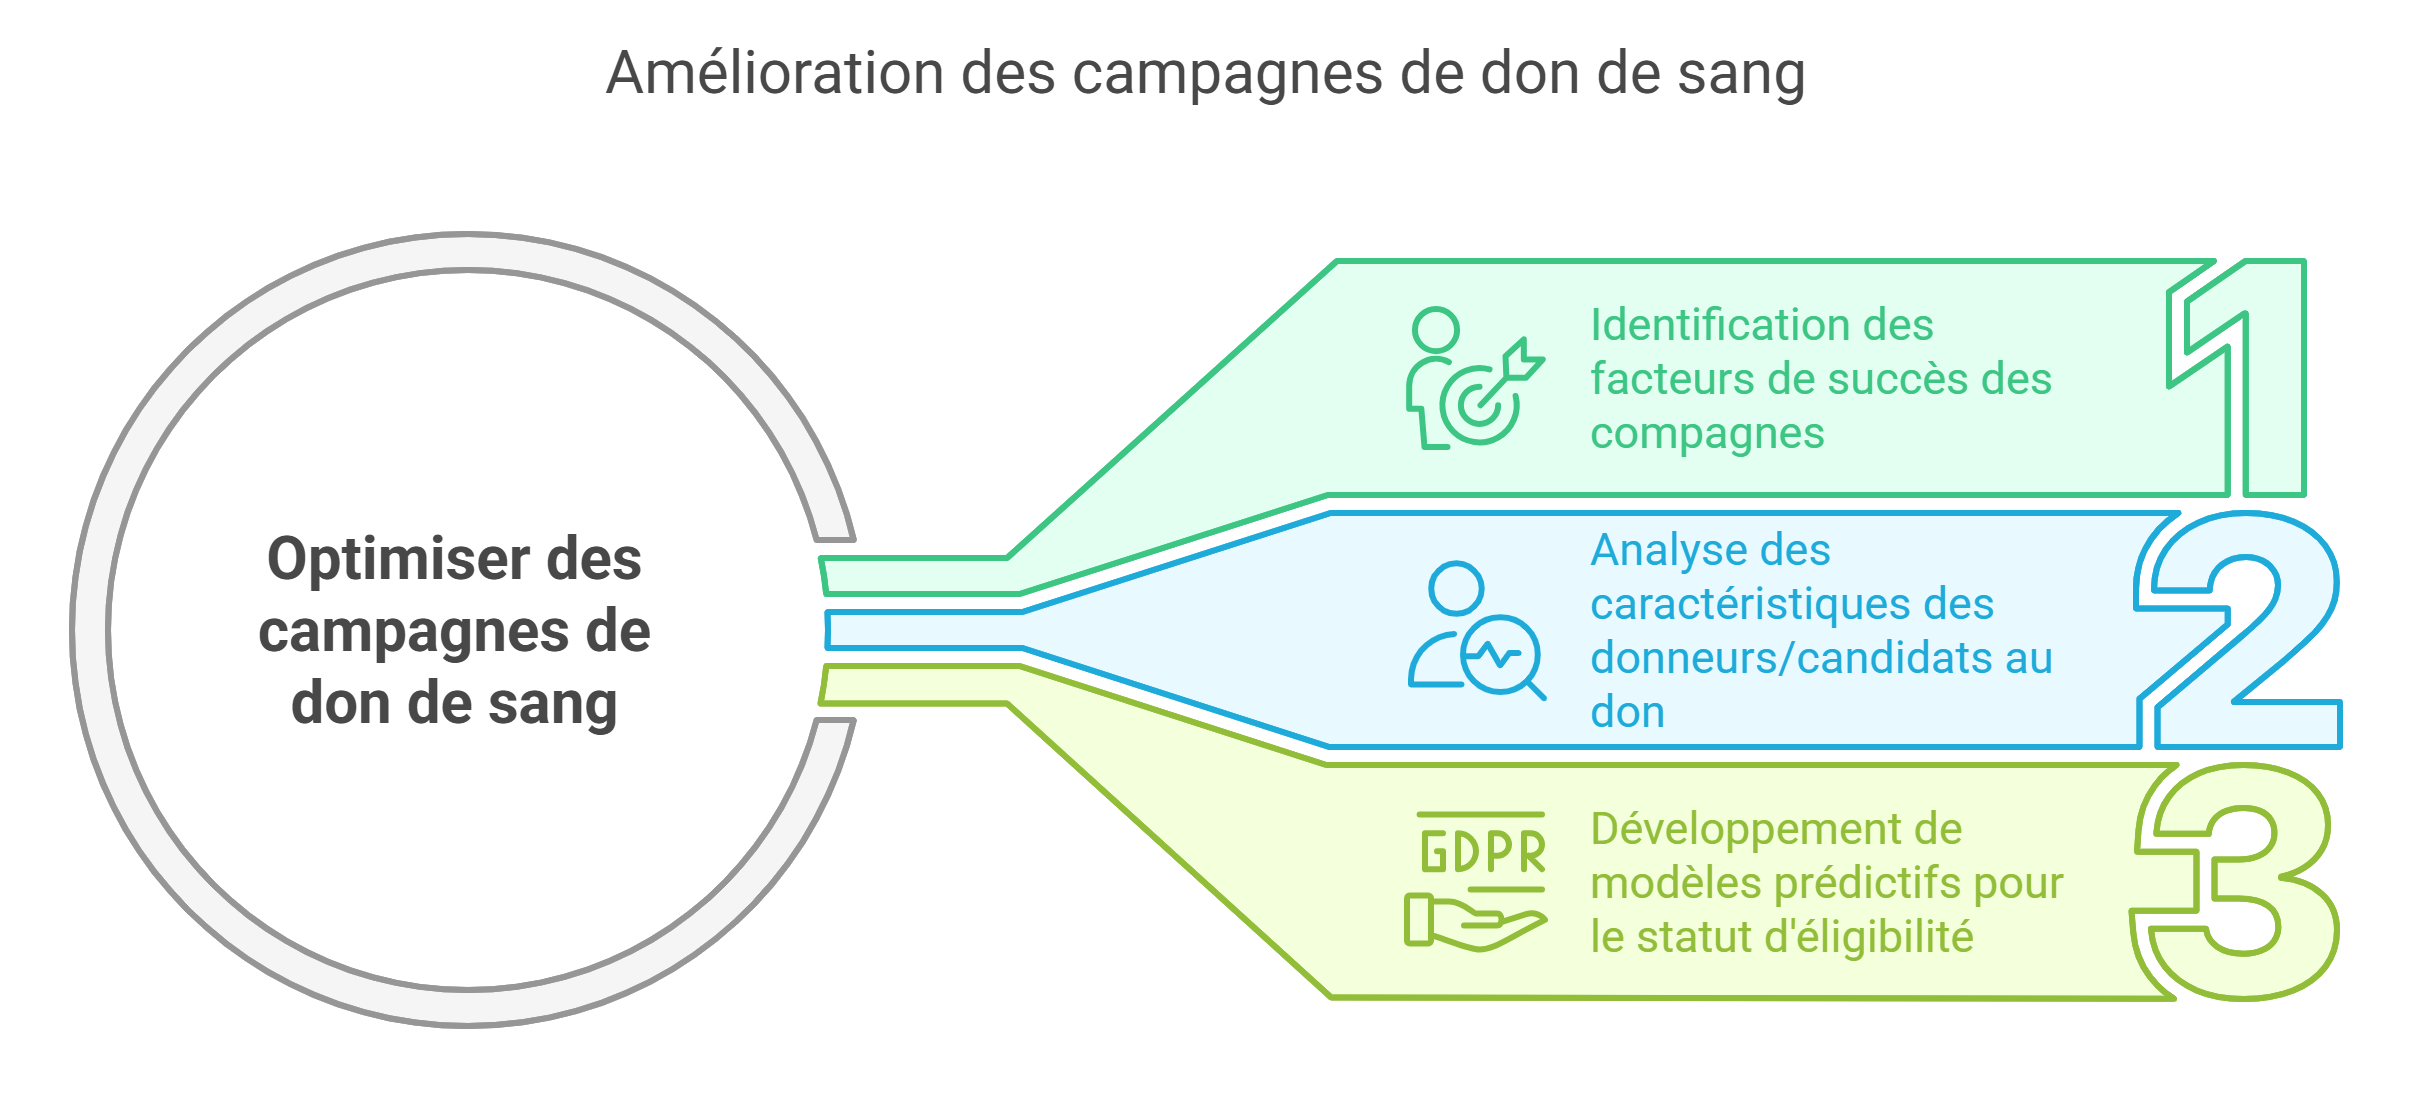 Amélioration des campagnes de don de sang
Optimiser des
campagnes de
don de sang
Identification des
facteurs de succès des
compagnes
1
Analyse des
caractéristiques des
donneurs/candidats au
don
2
GDPR
Développement de
modèles prédictifs pour
le statut d'éligibilité
3